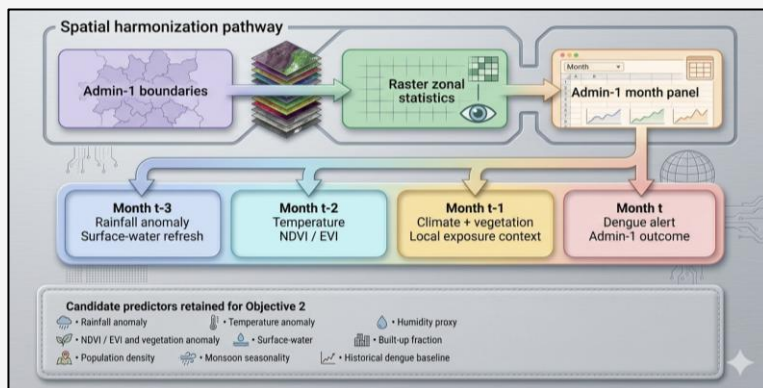 Spatial harmonization pathway
Admin-1 boundaries
Raster zonal
statistics
Month
Admin-1 month panel
Month t-3
Rainfall anomaly
Surface-water refresh
Month t-2
Temperature
NDVI / EVI
Month t-1
Climate + vegetation
Local exposure context
Month t
Dengue alert
Admin-1 outcome
Candidate predictors retained for Objective 2
• Rainfall anomaly • Temperature anomaly • Humidity proxy
• NDVI / EVI and vegetation anomaly • Surface-water • Built-up fraction
• Population density • Monsoon seasonality • Historical dengue baseline